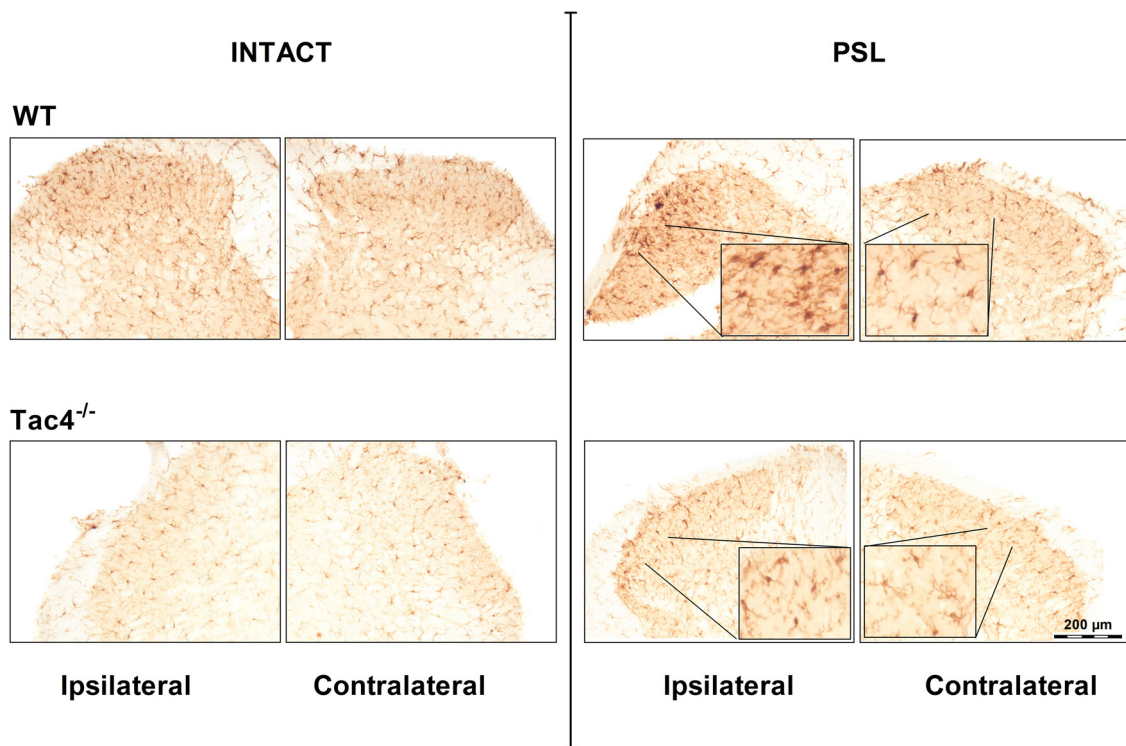 INTACT
PSL
WT
Tac4-/-
200 µm
Ipsilateral
Contralateral
Ipsilateral
Contralateral